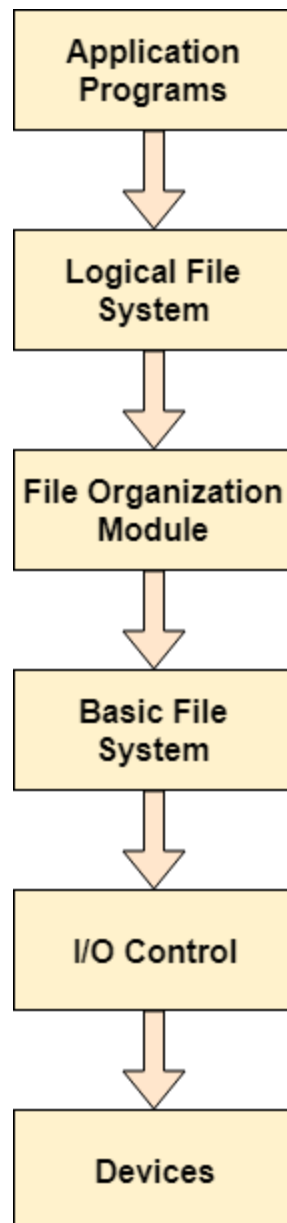 Application
Programs
Logical File
System
File Organization
Module
Basic File
System
I/O Control
Devices